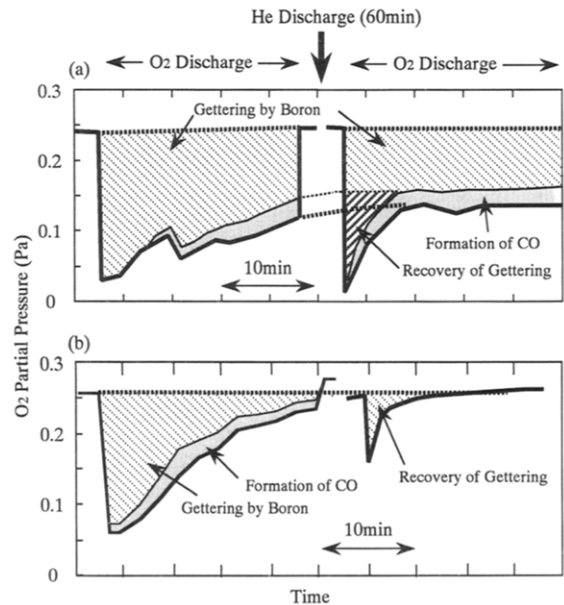 He Discharge (60min)
O2 Discharge
O2 Discharge
(a)
0.3
Gettering by Boron
0.2
0.1
Formation of CO
Recovery of Gettering
10min
0
O2 Partial Pressure (Pa)
(b)
0.3
0.2
Formation of CO
Recovery of Gettering
Gettering by Boron
0.1
10min
0
Time